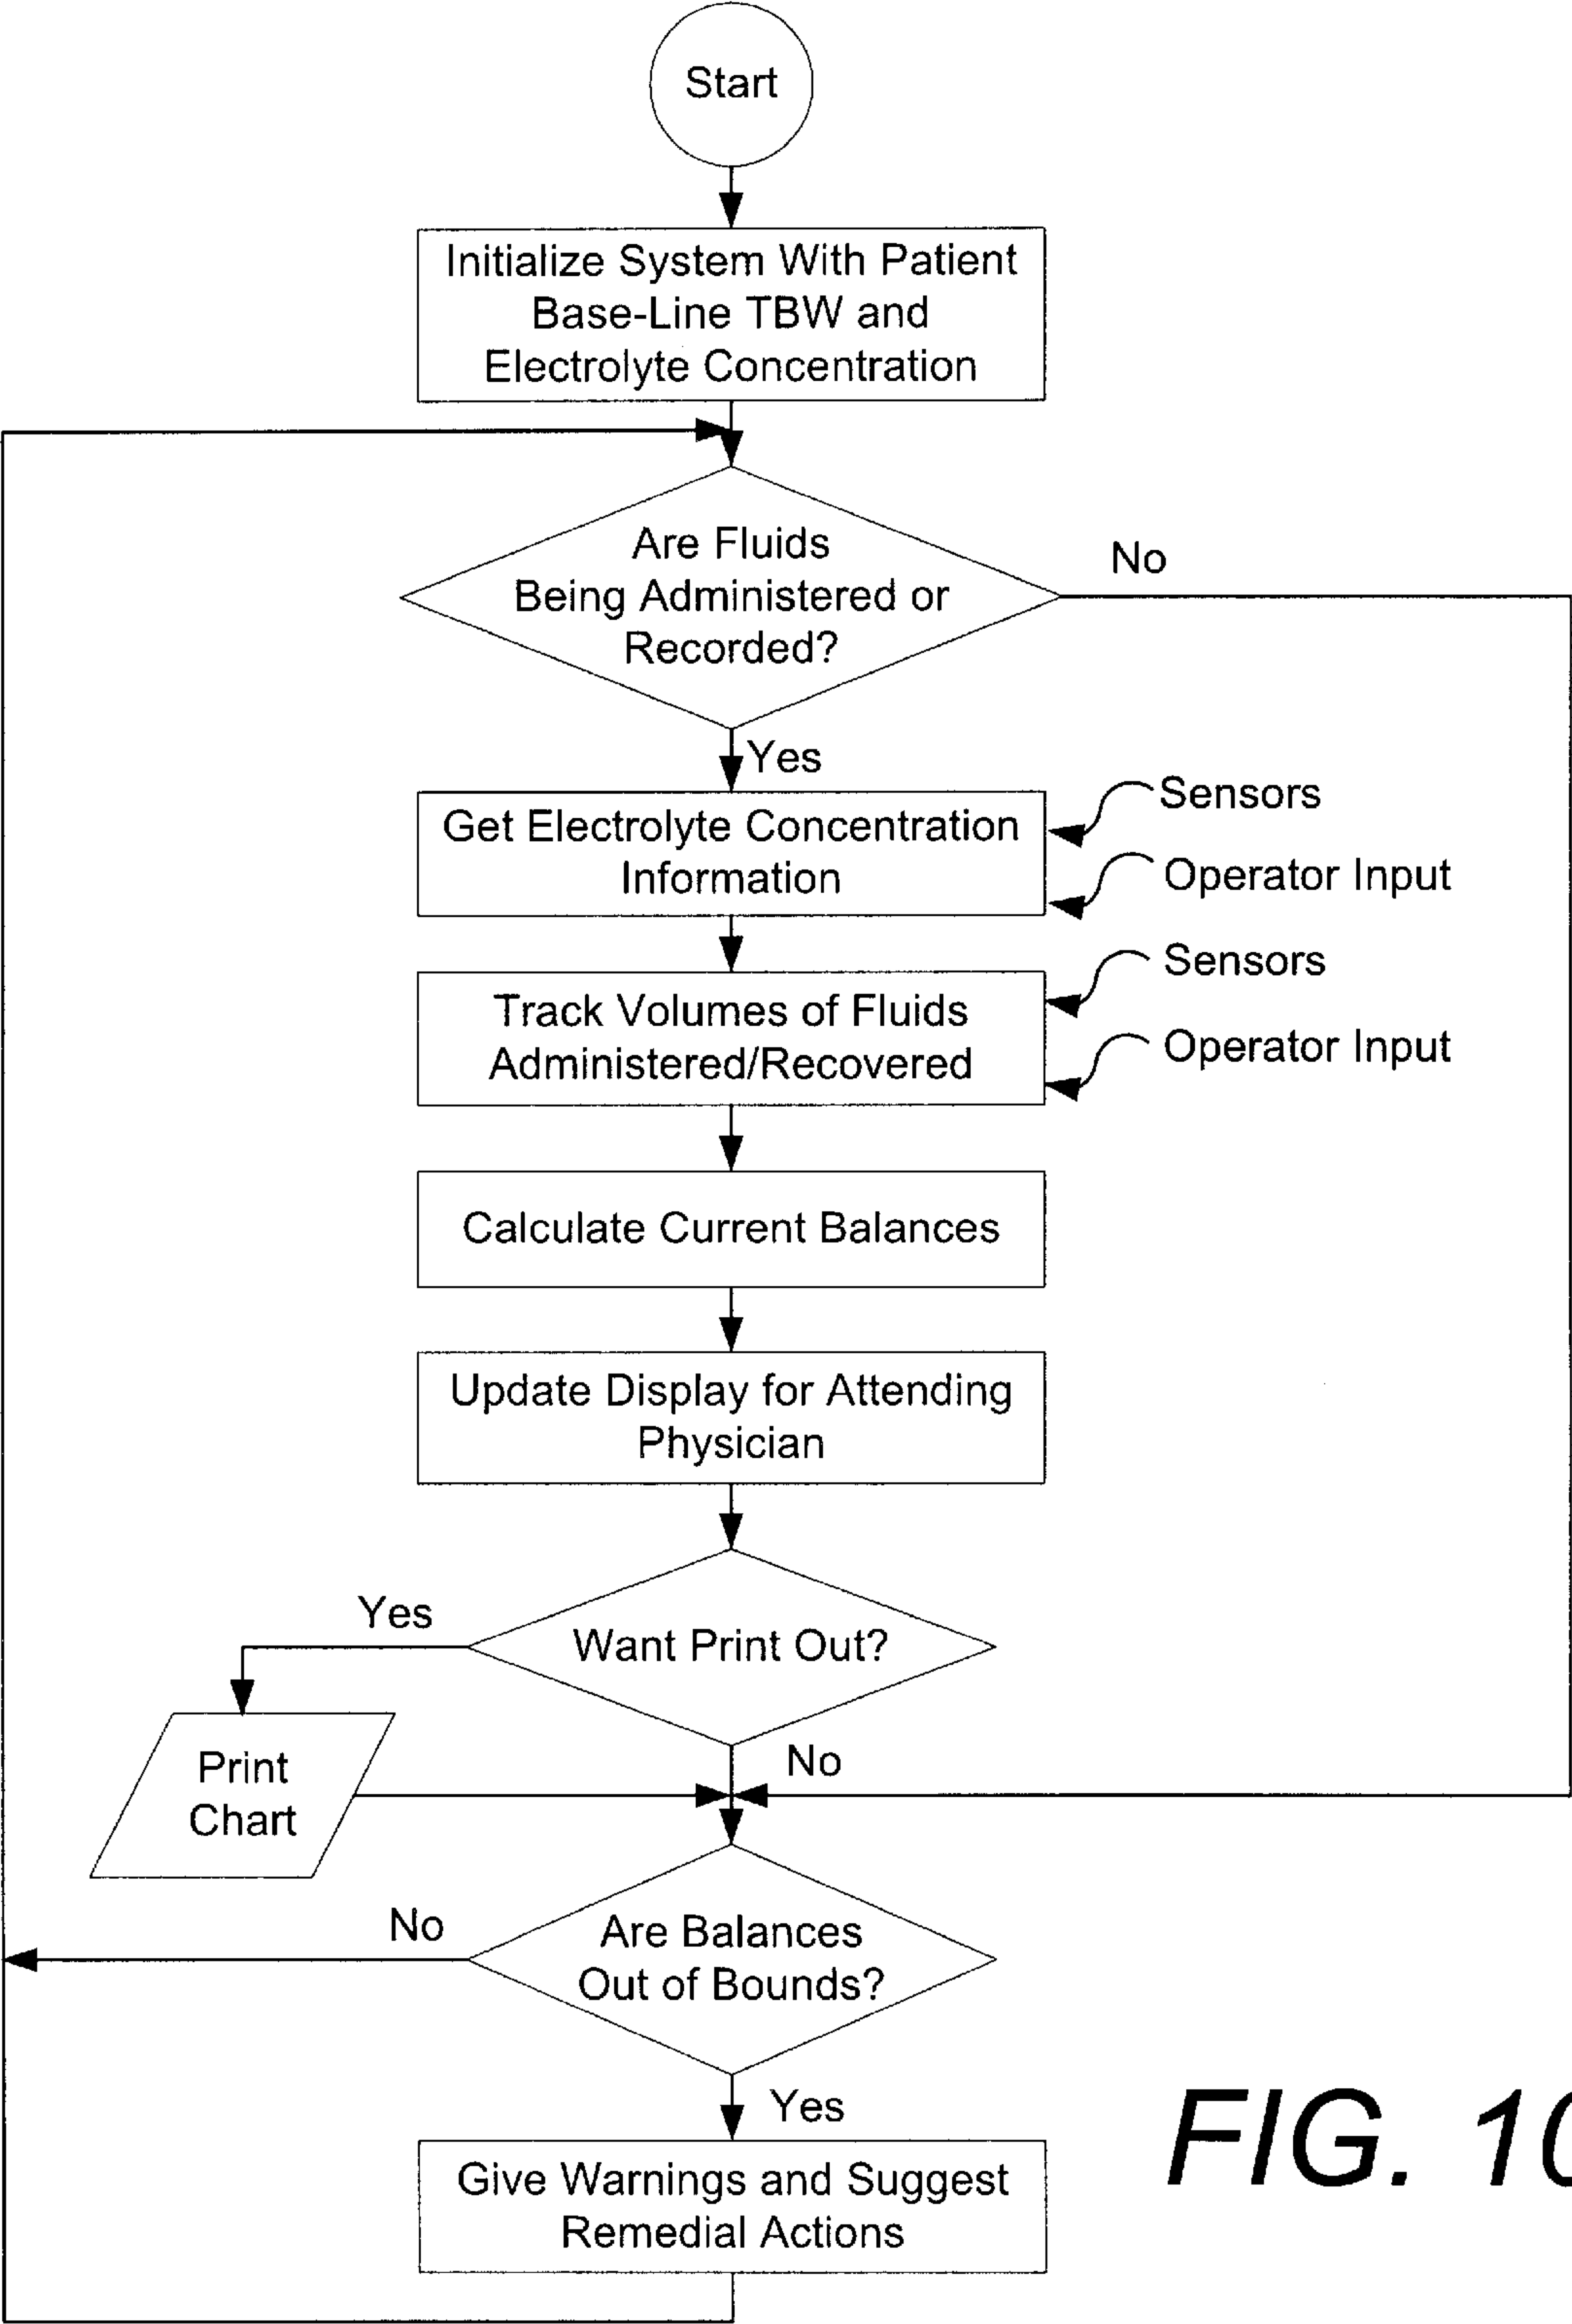 Start
Initialize System With Patient
Base-Line TBW and
Electrolyte Concentration
Are Fluids
Being Administered or
Recorded?
No
Yes
Get Electrolyte Concentration
Information
Sensors
Operator Input
Track Volumes of Fluids
Administered/Recovered
Sensors
Operator Input
Calculate Current Balances
Update Display for Attending
Physician
Want Print Out?
Yes
No
Print
Chart
Are Balances
Out of Bounds?
No
Yes
Give Warnings and Suggest
Remedial Actions
FIG. 10